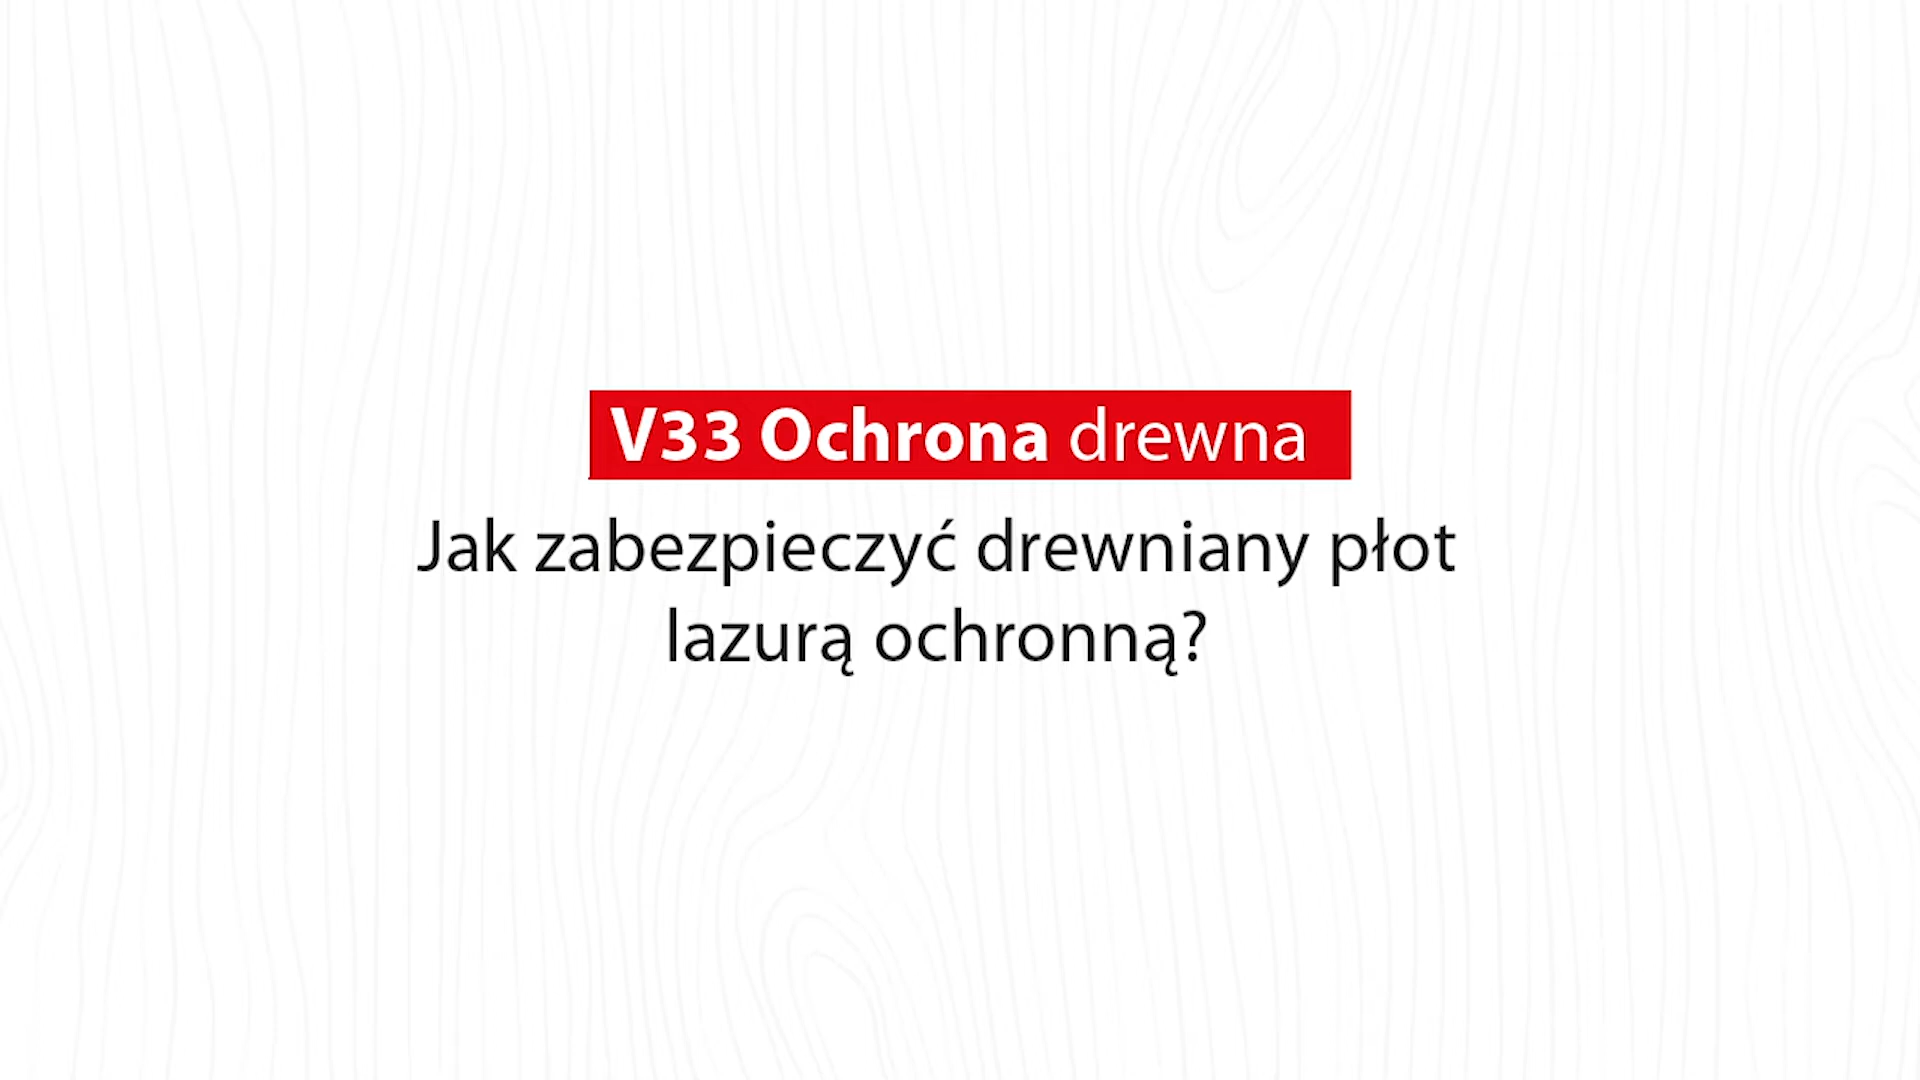 V33 Ochrona drewna
Jak zabezpieczyć drewniany płot
lazurą ochronną?